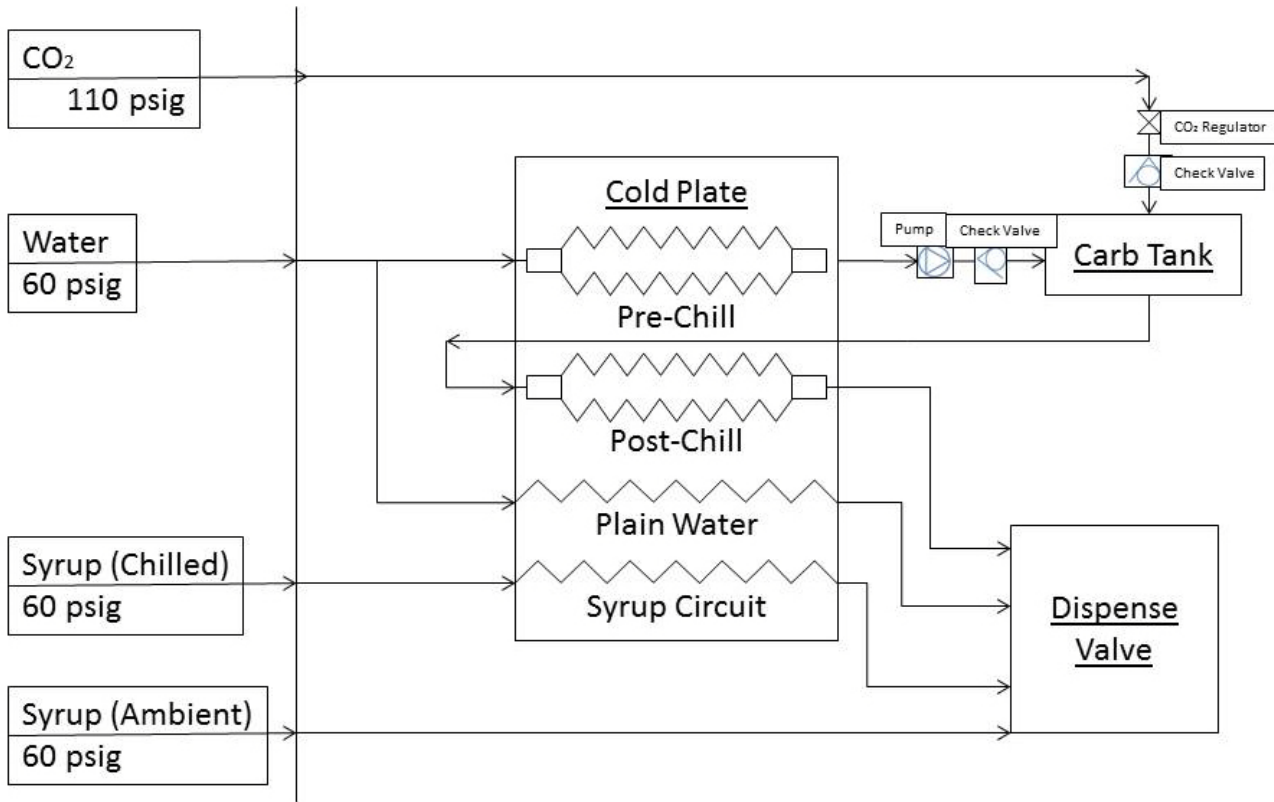 CO₂
110 psig
CO₂ Regulator
Check Valve
Cold Plate
Water
60 psig
Pump
Check Valve
Carb Tank
Pre-Chill
Post-Chill
Plain Water
Syrup (Chilled)
60 psig
Syrup Circuit
Dispense
Valve
Syrup (Ambient)
60 psig